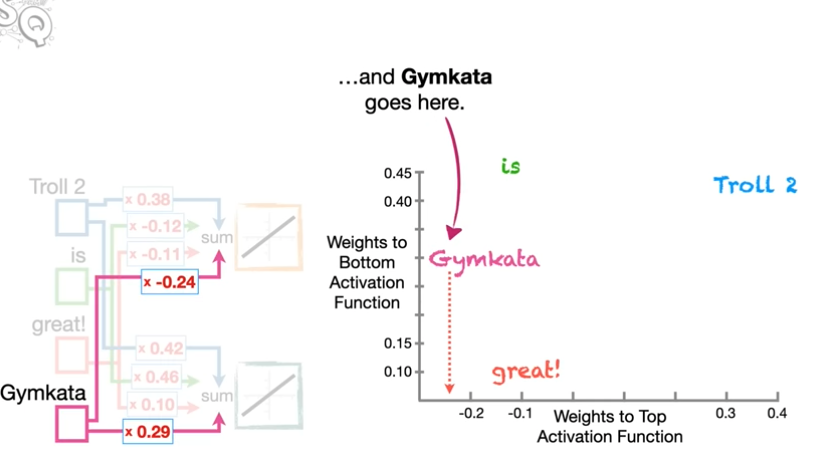 SQ
...and Gymkata
goes here.
Troll 2
x 0.38
x -0.12
x -0.11
x -0.24
sum
is
great!
Gymkata
x 0.42
x 0.46
x 0.10
x 0.29
sum
Weights to
Bottom
Activation
Function
0.45
0.40
0.15
0.10
is
Troll 2
Gymkata
great!
-0.2
-0.1
0.3
0.4
Weights to Top
Activation Function